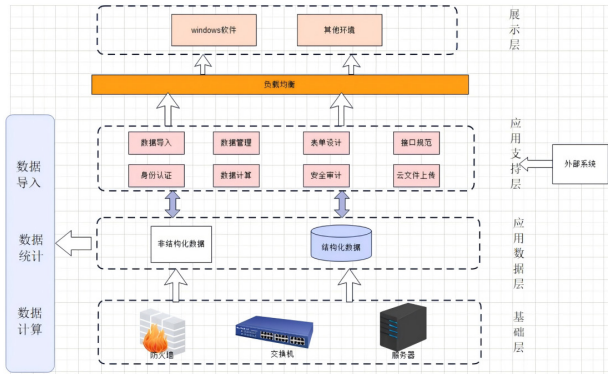 windows软件
其他环境
展示层
负载均衡
数据导入
数据管理
表单设计
接口规范
身份认证
数据计算
安全审计
云文件上传
应用支持层
外部系统
数据
导入
数据
统计
数据
计算
非结构化数据
结构化数据
应用数据层
防火墙
交换机
服务器
基础层